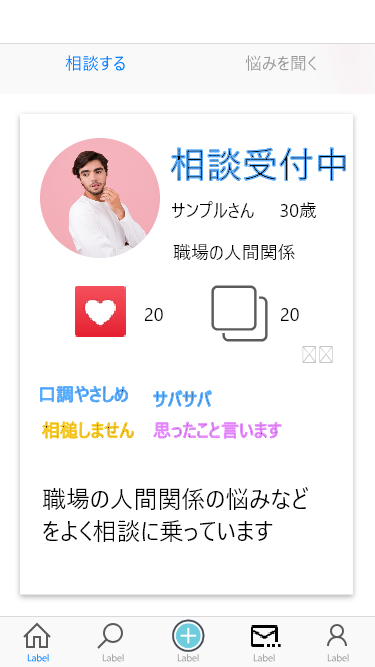 相談する
悩みを聞く
相談受付中
サンプルさん 30歳
職場の人間関係
20
20
口調やさしめ
サバサバ
相槌しません
思ったこと言います
職場の人間関係の悩みなど
をよく相談に乗っています
Label
Label
Label
Label
Label